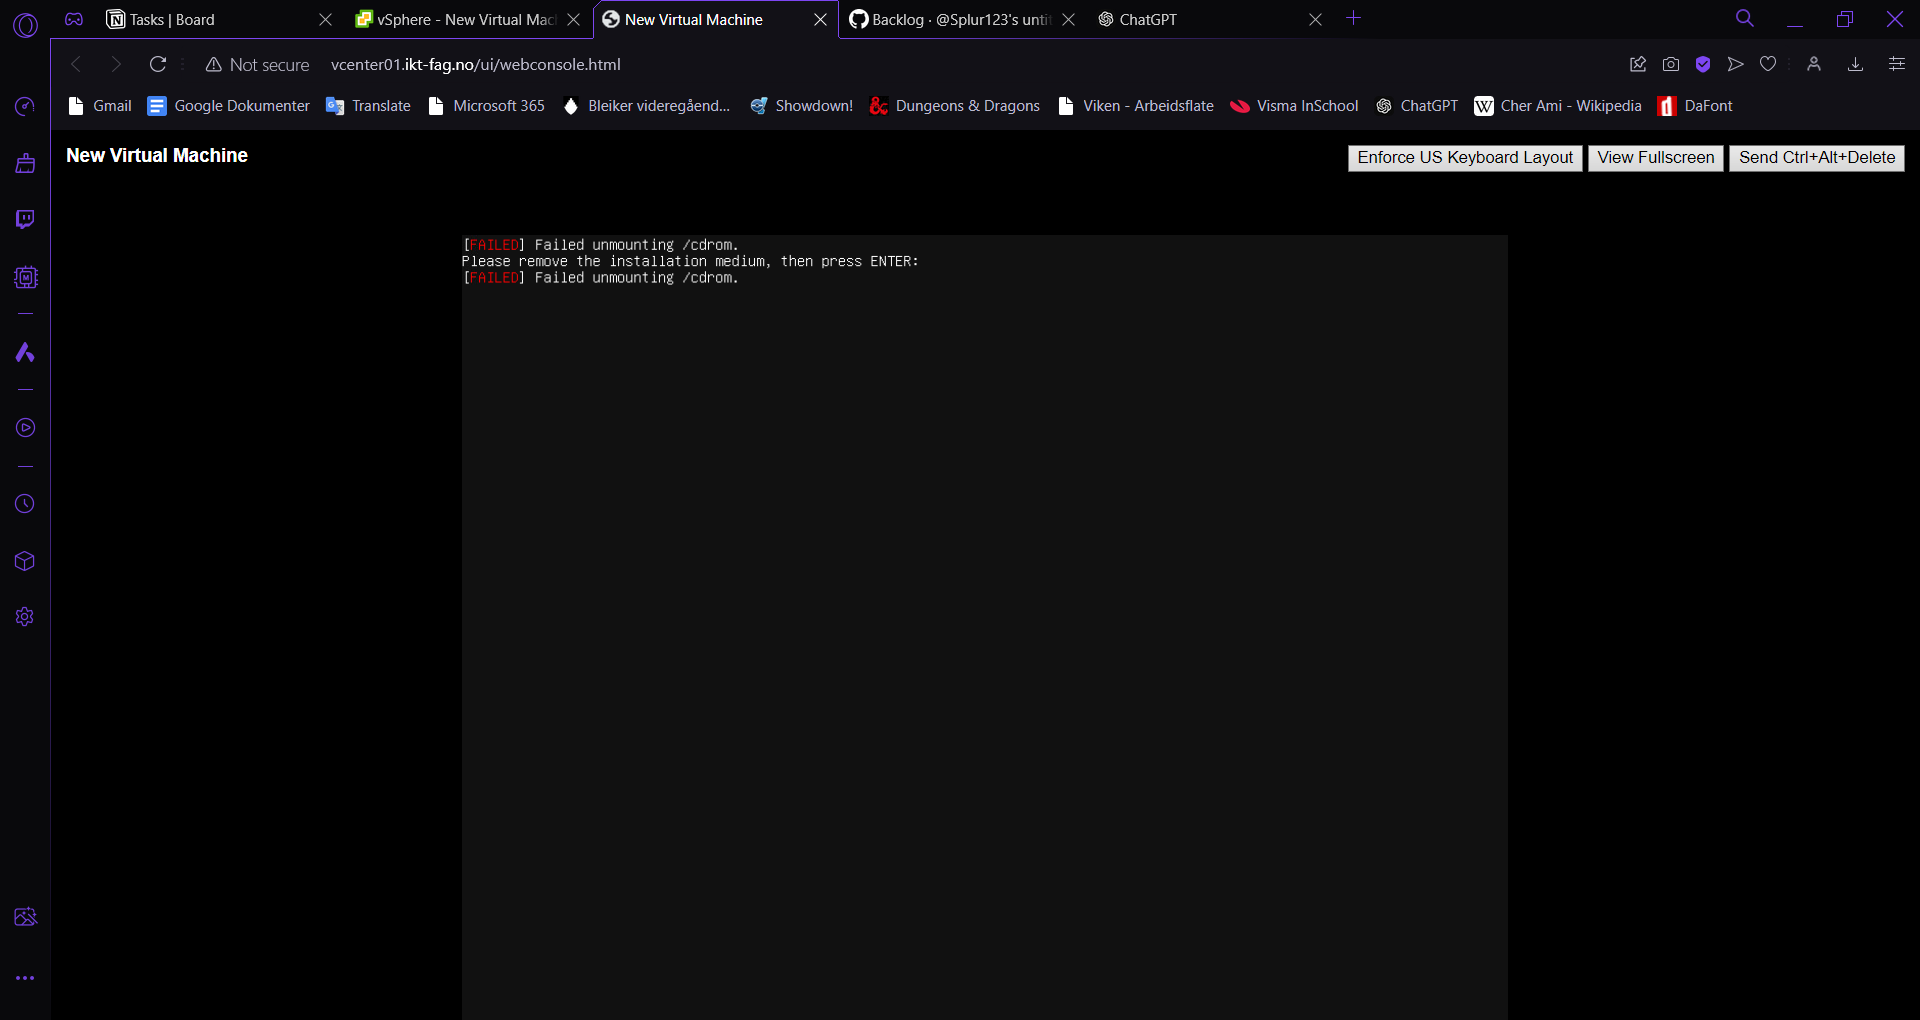 Tasks | Board
vSphere - New Virtual Mac
New Virtual Machine
Backlog · @Splur123's unti
ChatGPT
Not secure
vcenter01.ikt-fag.no/ui/webconsole.html
Gmail
Google Dokumenter
Translate
Microsoft 365
Bleiker videregåend...
Showdown!
Dungeons & Dragons
Viken - Arbeidsflate
Visma InSchool
ChatGPT
Cher Ami - Wikipedia
DaFont
New Virtual Machine
Enforce US Keyboard Layout
View Fullscreen
Send Ctrl+Alt+Delete
[FAILED] Failed unmounting /cdrom.
Please remove the installation medium, then press ENTER:
[FAILED] Failed unmounting /cdrom.